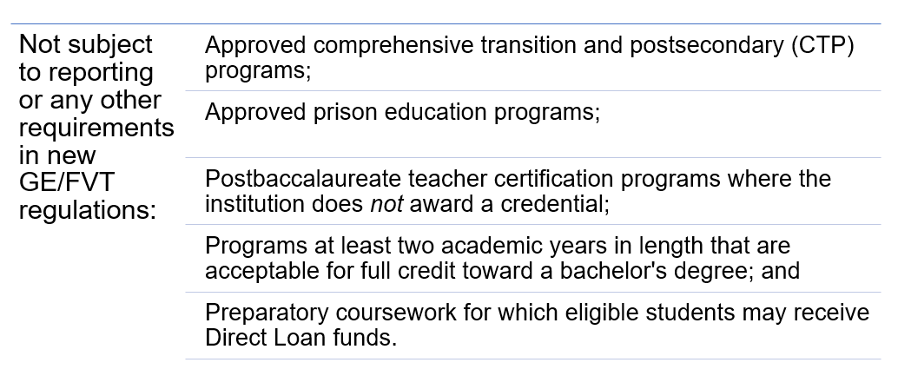 Not subject
to reporting
or any other
requirements
in new
GE/FVT
regulations:
Approved comprehensive transition and postsecondary (CTP)
programs;
Approved prison education programs;
Postbaccalaureate teacher certification programs where the
institution does not award a credential;
Programs at least two academic years in length that are
acceptable for full credit toward a bachelor's degree; and
Preparatory coursework for which eligible students may receive
Direct Loan funds.